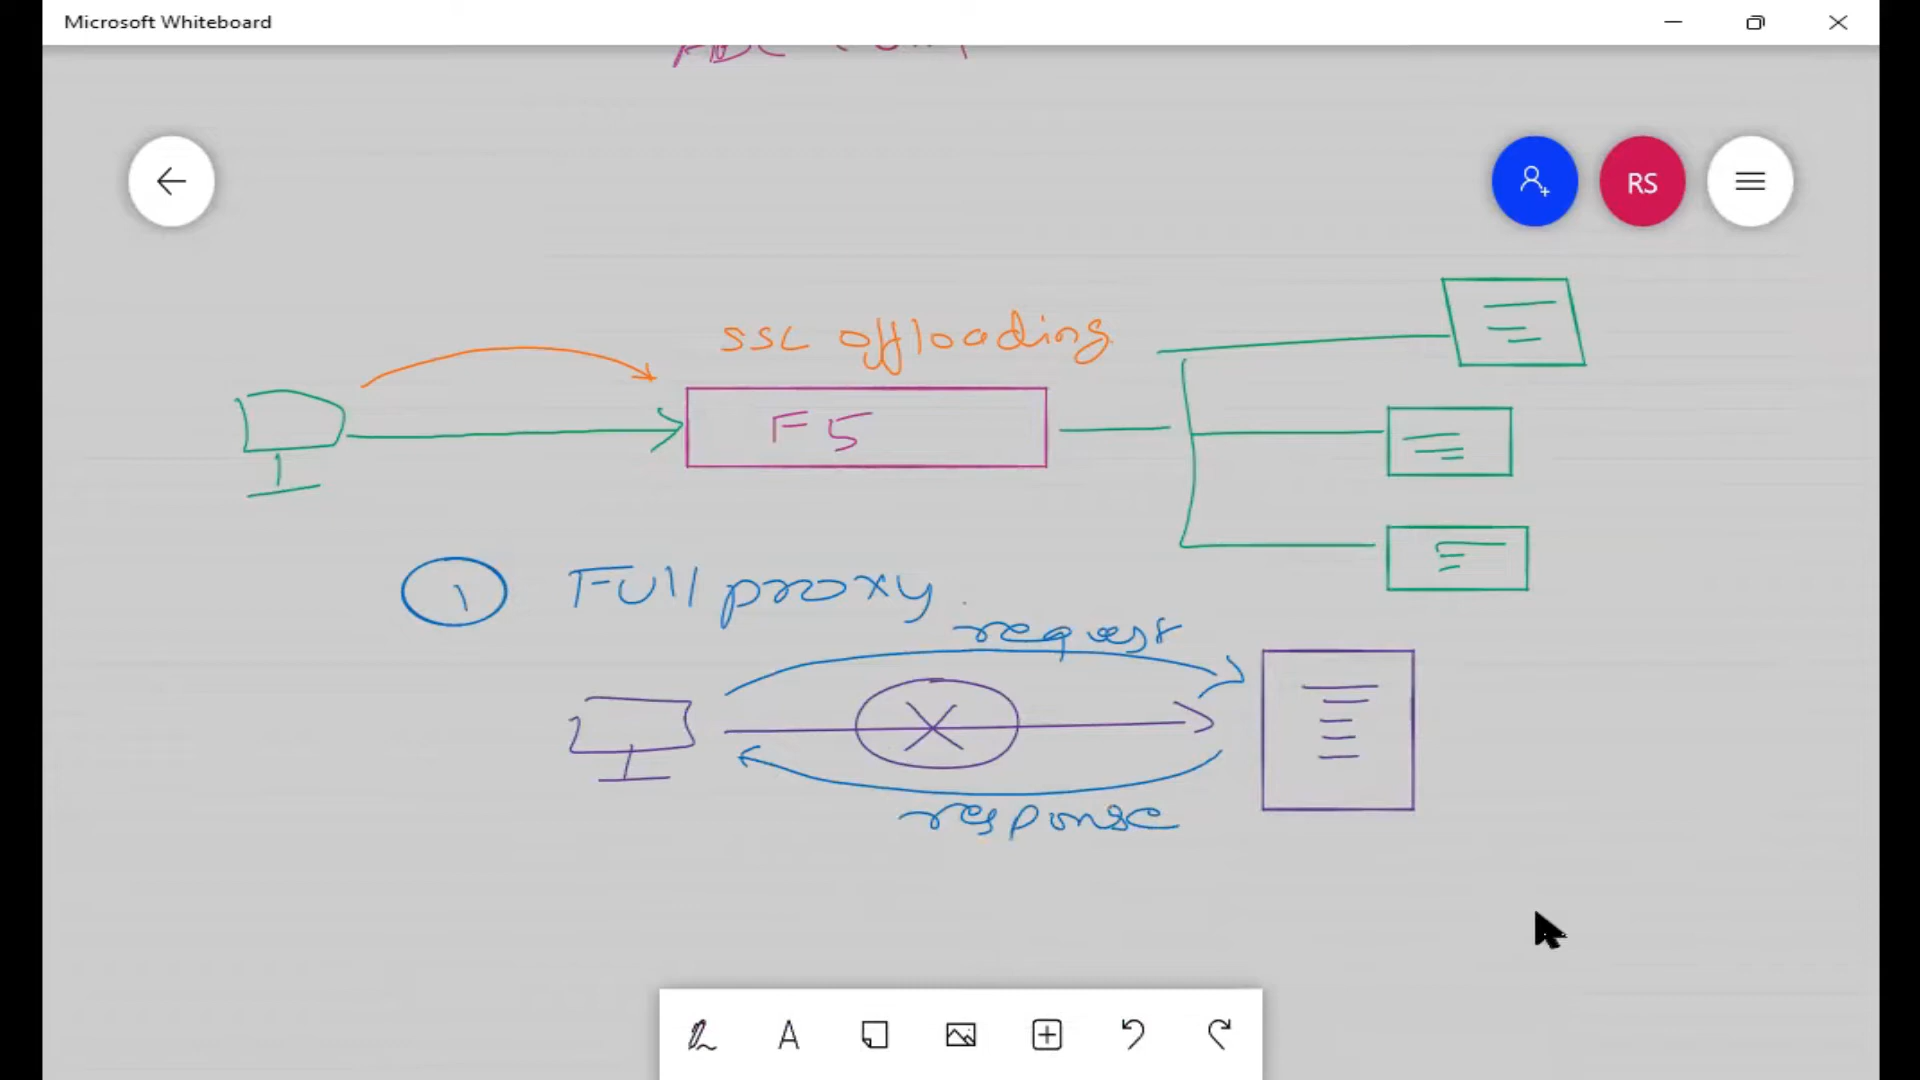 Microsoft Whiteboard
RS
SSL offloading
F5
1 Full proxy
request
response